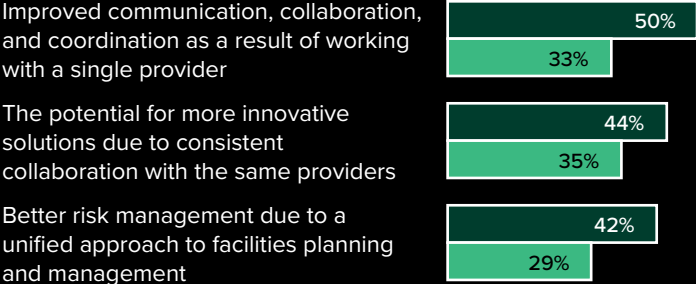 Improved communication, collaboration,
and coordination as a result of working
with a single provider
50%
33%
The potential for more innovative
solutions due to consistent
collaboration with the same providers
44%
35%
Better risk management due to a
unified approach to facilities planning
and management
42%
29%